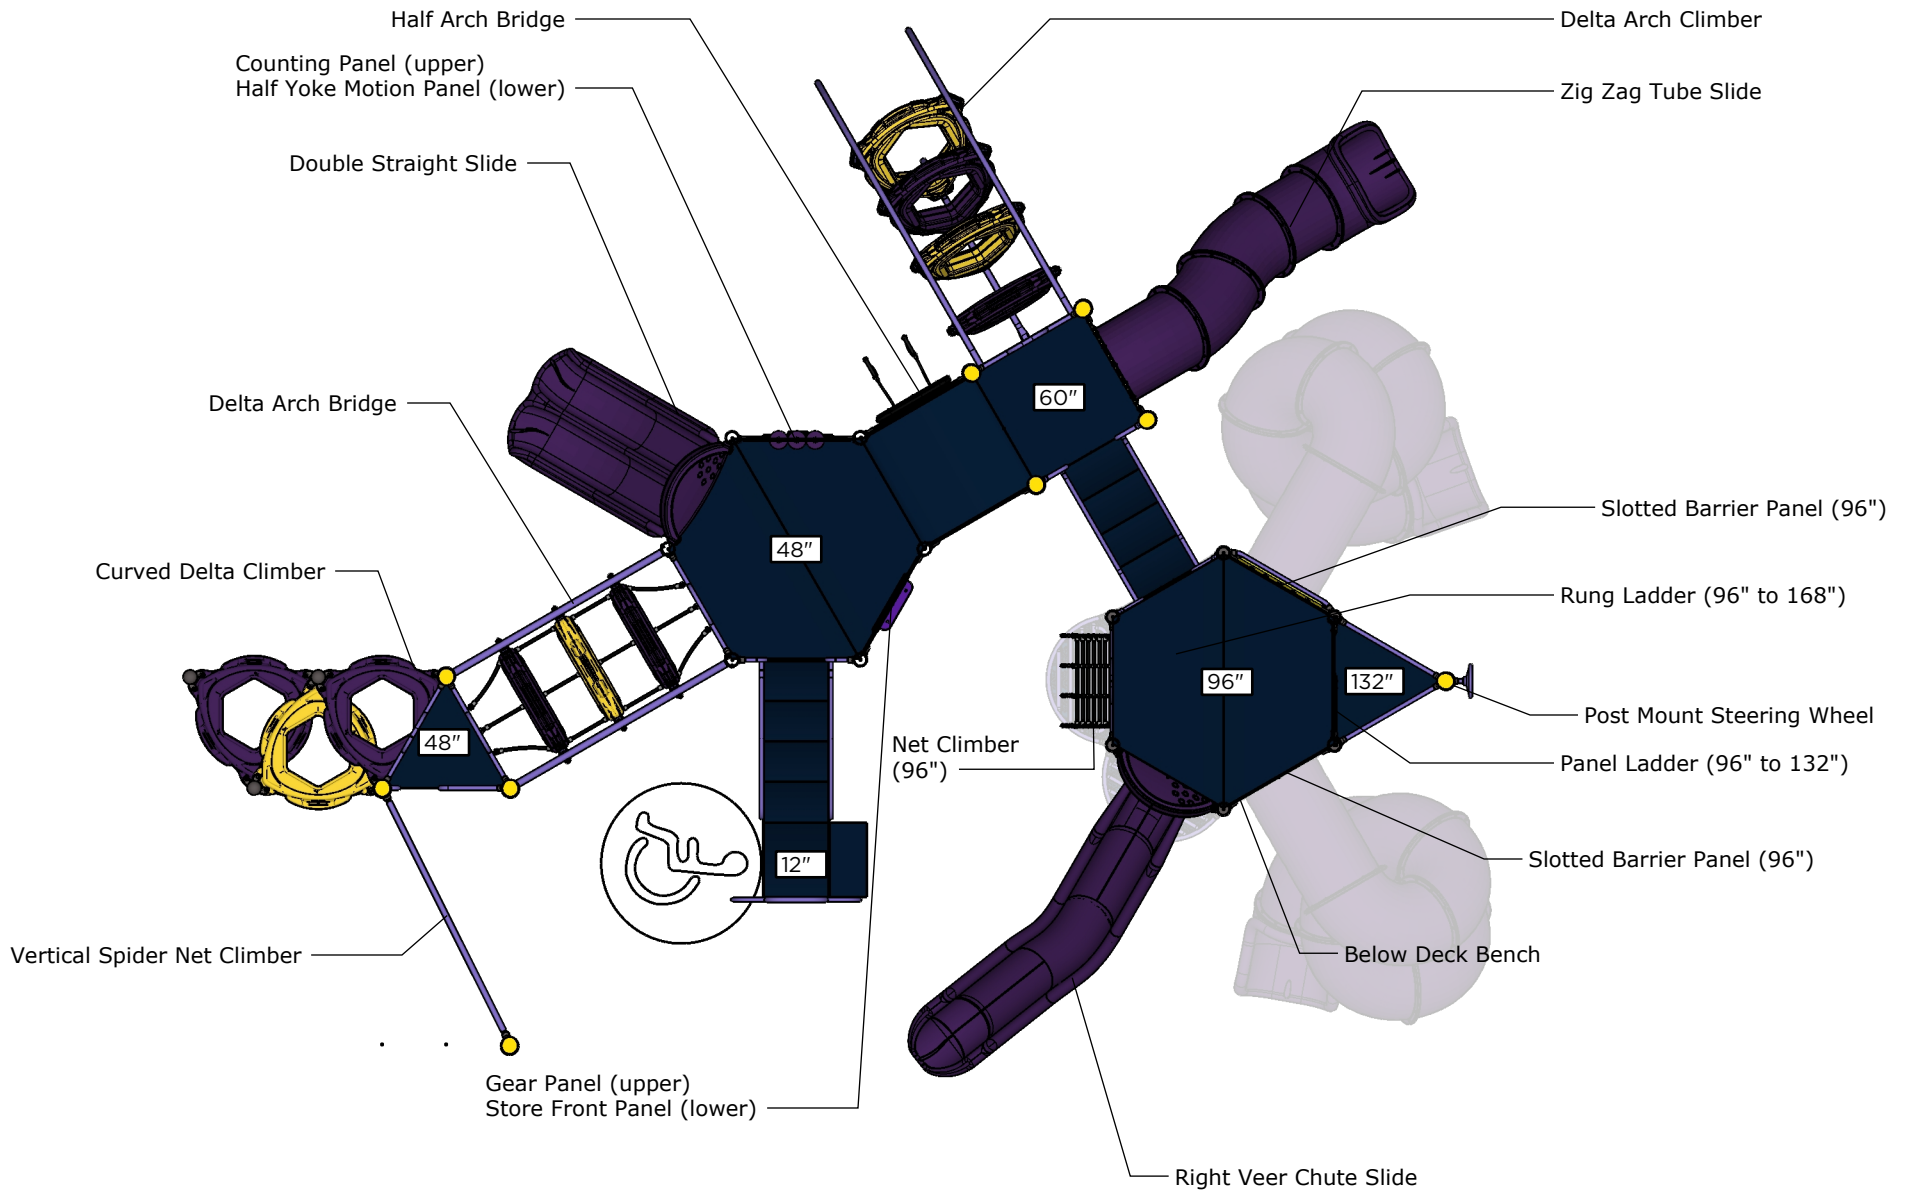 Half Arch Bridge
Delta Arch Climber
Counting Panel (upper)
Half Yoke Motion Panel (lower)
Zig Zag Tube Slide
Double Straight Slide
60"
Delta Arch Bridge
Slotted Barrier Panel (96")
48"
Curved Delta Climber
Rung Ladder (96" to 168")
96"
132"
Post Mount Steering Wheel
48"
Net Climber
(96")
Panel Ladder (96" to 132")
12"
Slotted Barrier Panel (96")
Vertical Spider Net Climber
Below Deck Bench
Gear Panel (upper)
Store Front Panel (lower)
Right Veer Chute Slide